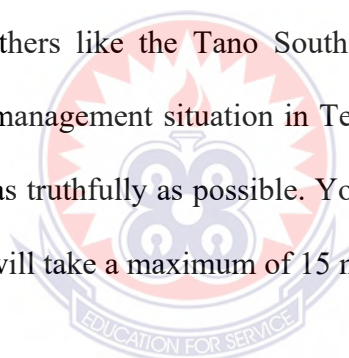 thers like the Tano South
management situation in Te
as truthfully as possible. Yo
will take a maximum of 15 m
EDUCATION FOR SERVICE